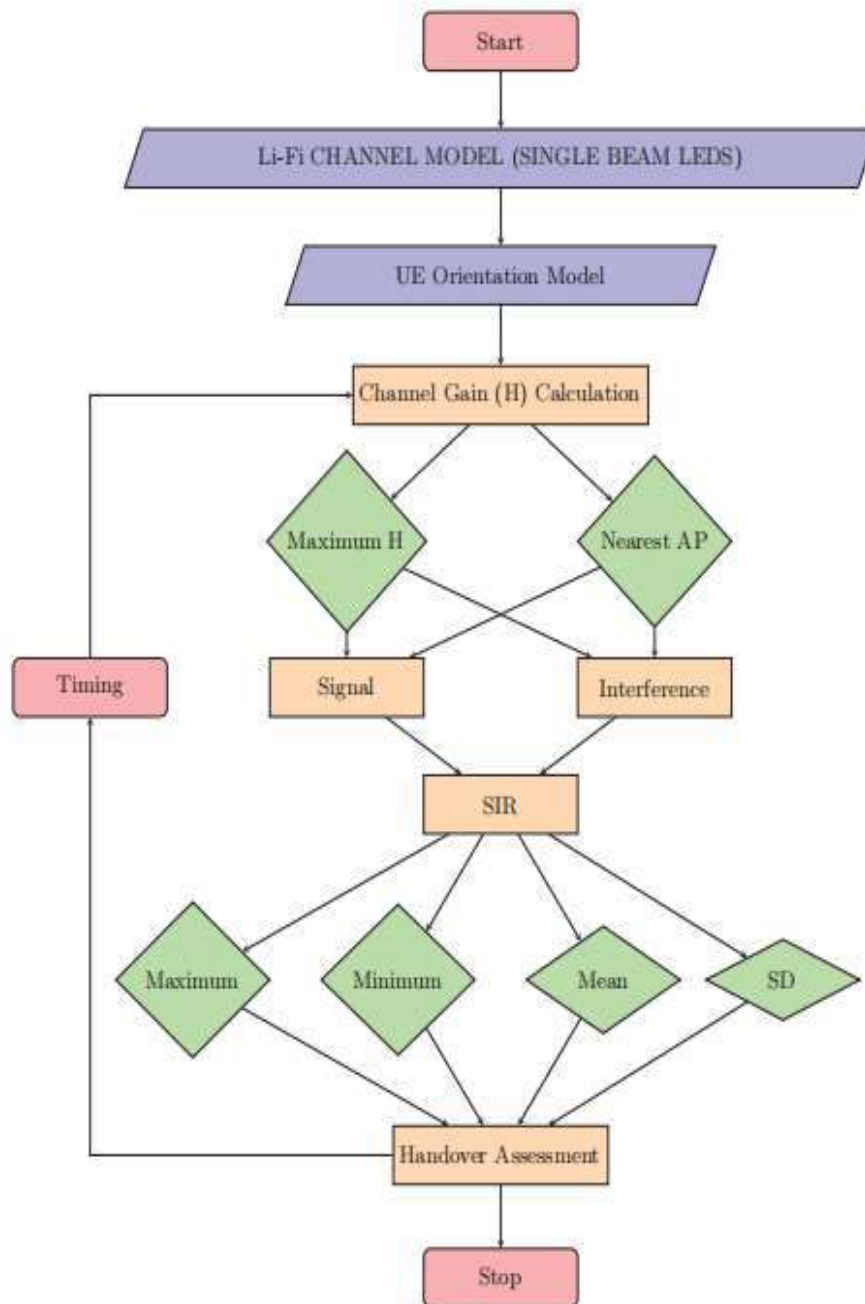 Start
Li-Fi CHANNEL MODEL (SINGLE BEAM LEDS)
UE Orientation Model
Channel Gain (H) Calculation
Maximum H
Nearest AP
Timing
Signal
Interference
SIR
Maximum
Minimum
Mean
SD
Handover Assessment
Stop